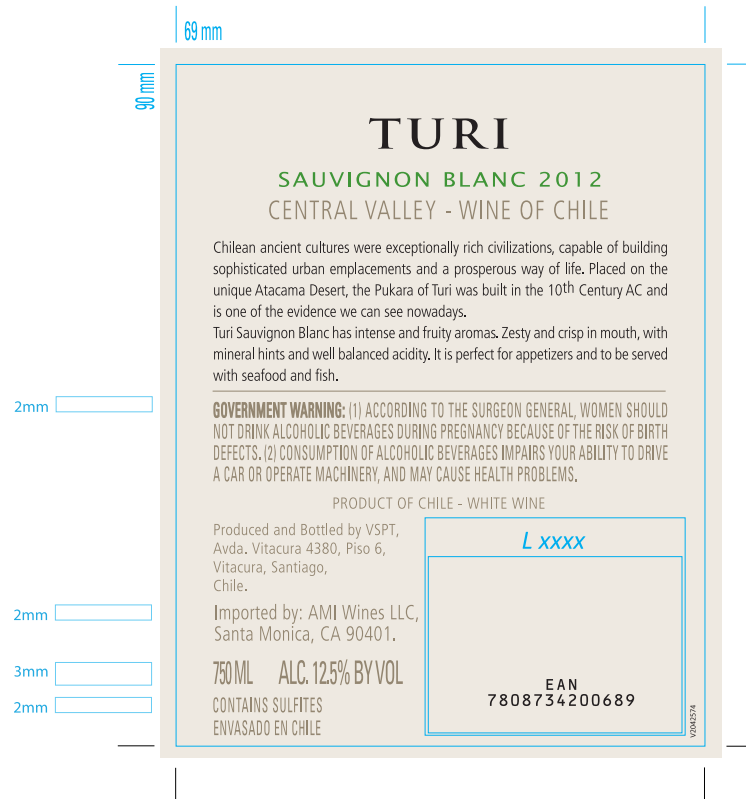 69 mm
90 mm
TURI
SAUVIGNON BLANC 2012
CENTRAL VALLEY - WINE OF CHILE
Chilean ancient cultures were exceptionally rich civilizations, capable of building
sophisticated urban emplacements and a prosperous way of life. Placed on the
unique Atacama Desert, the Pukara of Turi was built in the 10th Century AC and
is one of the evidence we can see nowadays.
Turi Sauvignon Blanc has intense and fruity aromas. Zesty and crisp in mouth, with
mineral hints and well balanced acidity. It is perfect for appetizers and to be served
with seafood and fish.
2mm
GOVERNMENT WARNING: (1) ACCORDING TO THE SURGEON GENERAL, WOMEN SHOULD
NOT DRINK ALCOHOLIC BEVERAGES DURING PREGNANCY BECAUSE OF THE RISK OF BIRTH
DEFECTS. (2) CONSUMPTION OF ALCOHOLIC BEVERAGES IMPAIRS YOUR ABILITY TO DRIVE
A CAR OR OPERATE MACHINERY, AND MAY CAUSE HEALTH PROBLEMS.
PRODUCT OF CHILE - WHITE WINE
Produced and Bottled by VSPT,
Avda. Vitacura 4380, Piso 6,
Vitacura, Santiago,
Chile.
L xxxx
2mm
Imported by: AMI Wines LLC,
Santa Monica, CA 90401.
3mm
750 ML ALC. 12.5% BY VOL
2mm
CONTAINS SULFITES
ENVASADO EN CHILE
EAN
7808734200689
V2042574